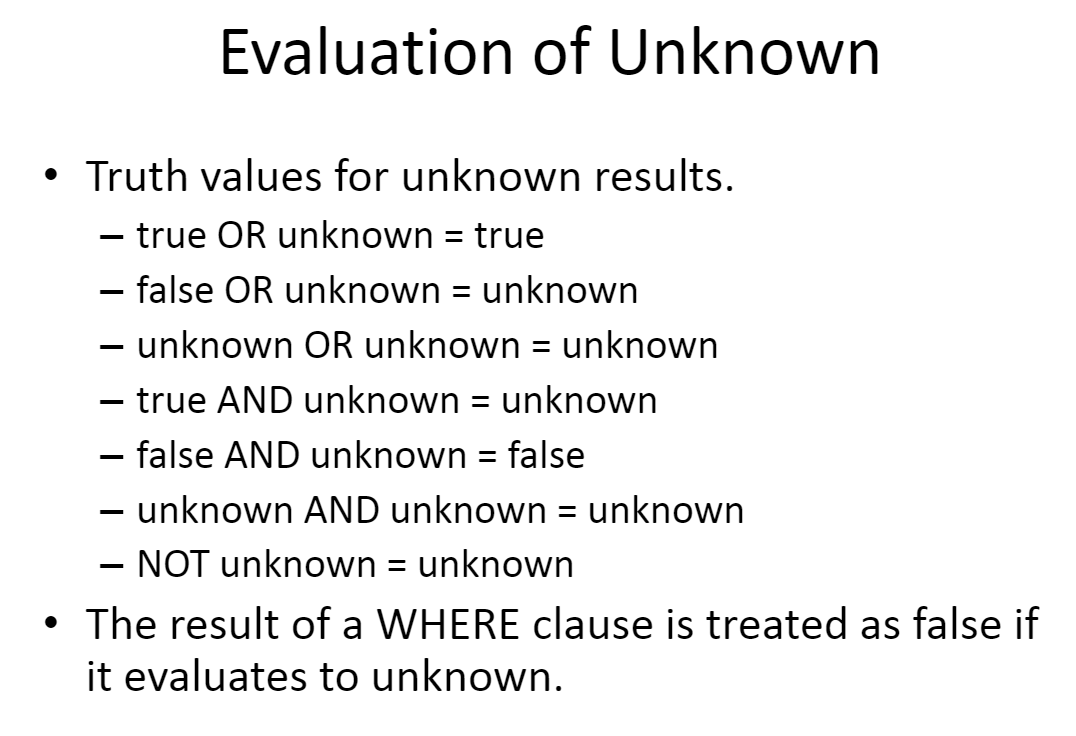 Evaluation of Unknown
• Truth values for unknown results.
– true OR unknown = true
– false OR unknown = unknown
– unknown OR unknown = unknown
– true AND unknown = unknown
– false AND unknown = false
– unknown AND unknown = unknown
– NOT unknown = unknown
• The result of a WHERE clause is treated as false if
it evaluates to unknown.